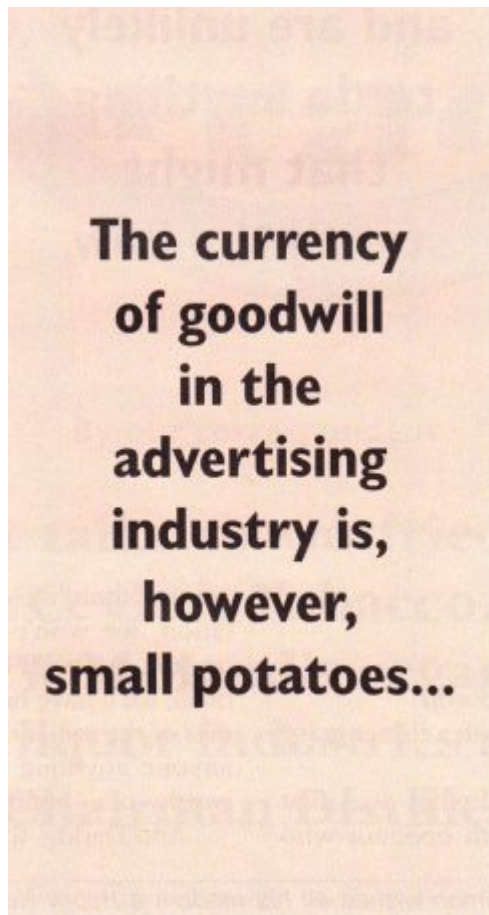 The currency
of goodwill
in the
advertising
industry is,
however,
small potatoes...